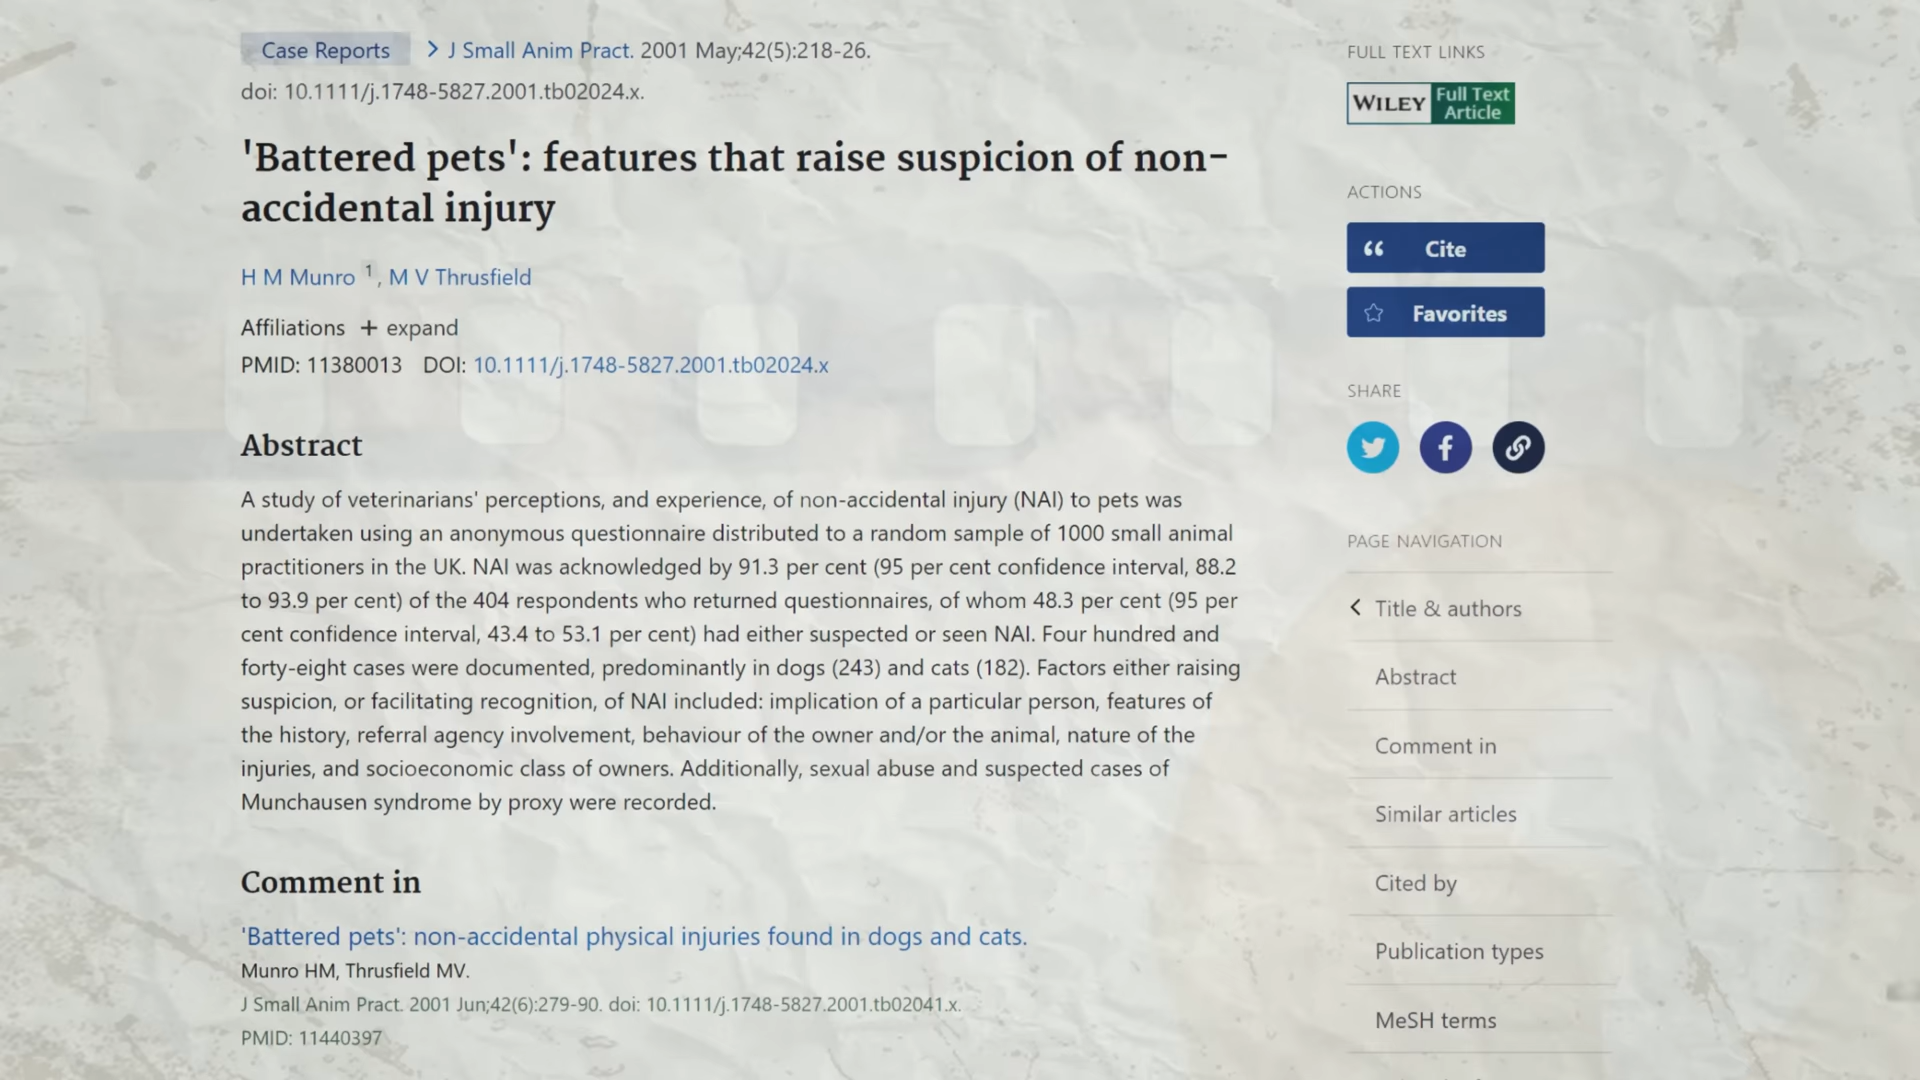 Case Reports > J Small Anim Pract. 2001 May;42(5):218-26.
doi: 10.1111/j.1748-5827.2001.tb02024.x.
'Battered pets': features that raise suspicion of non-
accidental injury
H M Munro 1, M V Thrusfield
Affiliations + expand
PMID: 11380013 DOI: 10.1111/j.1748-5827.2001.tb02024.x
Abstract
A study of veterinarians' perceptions, and experience, of non-accidental injury (NAI) to pets was
undertaken using an anonymous questionnaire distributed to a random sample of 1000 small animal
practitioners in the UK. NAI was acknowledged by 91.3 per cent (95 per cent confidence interval, 88.2
to 93.9 per cent) of the 404 respondents who returned questionnaires, of whom 48.3 per cent (95 per
cent confidence interval, 43.4 to 53.1 per cent) had either suspected or seen NAI. Four hundred and
forty-eight cases were documented, predominantly in dogs (243) and cats (182). Factors either raising
suspicion, or facilitating recognition, of NAI included: implication of a particular person, features of
the history, referral agency involvement, behaviour of the owner and/or the animal, nature of the
injuries, and socioeconomic class of owners. Additionally, sexual abuse and suspected cases of
Munchausen syndrome by proxy were recorded.
Comment in
'Battered pets': non-accidental physical injuries found in dogs and cats.
Munro HM, Thrusfield MV.
J Small Anim Pract. 2001 Jun;42(6):279-90. doi: 10.1111/j.1748-5827.2001.tb02041.x.
PMID: 11440397
FULL TEXT LINKS
WILEY Full Text
Article
ACTIONS
Cite
Favorites
SHARE
PAGE NAVIGATION
< Title & authors
Abstract
Comment in
Similar articles
Cited by
Publication types
MeSH terms